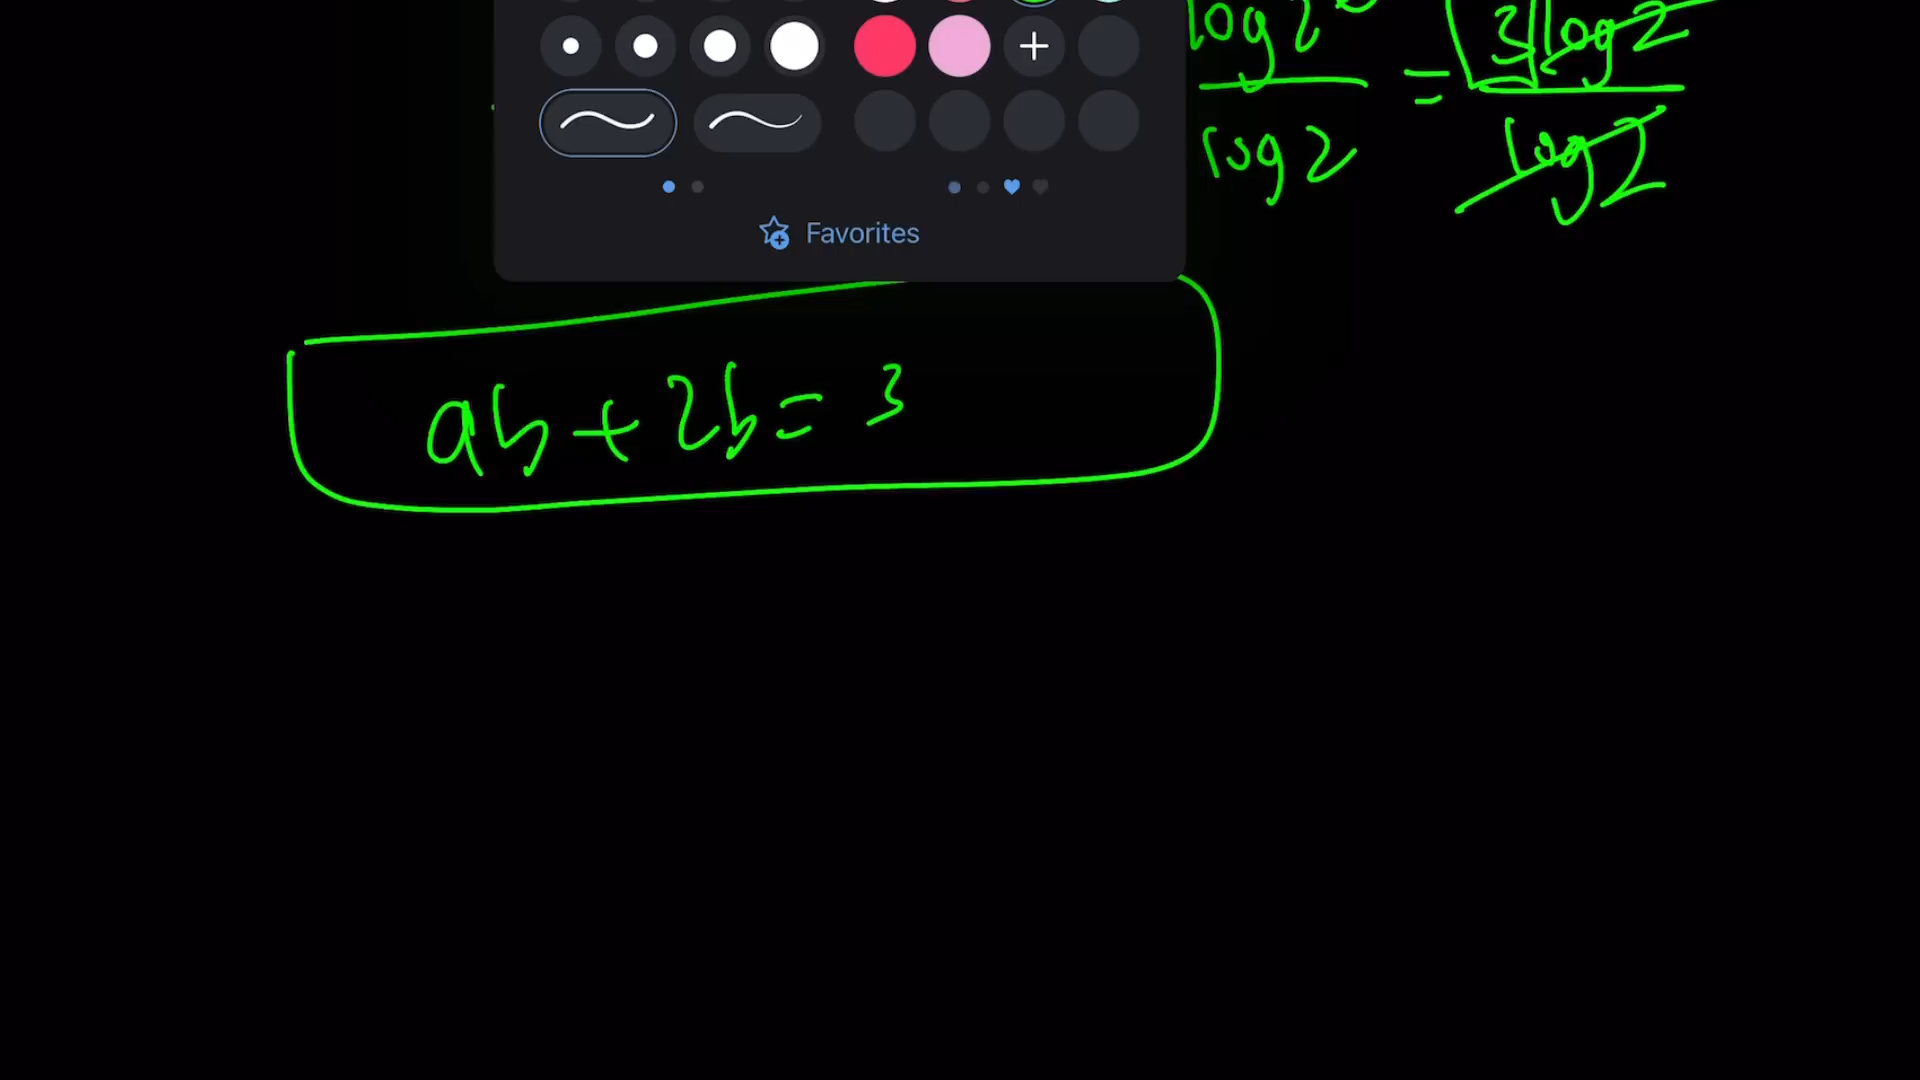 log 2 = 3 log 2
log 2 log 2
Favorites
ab + 2b = 3